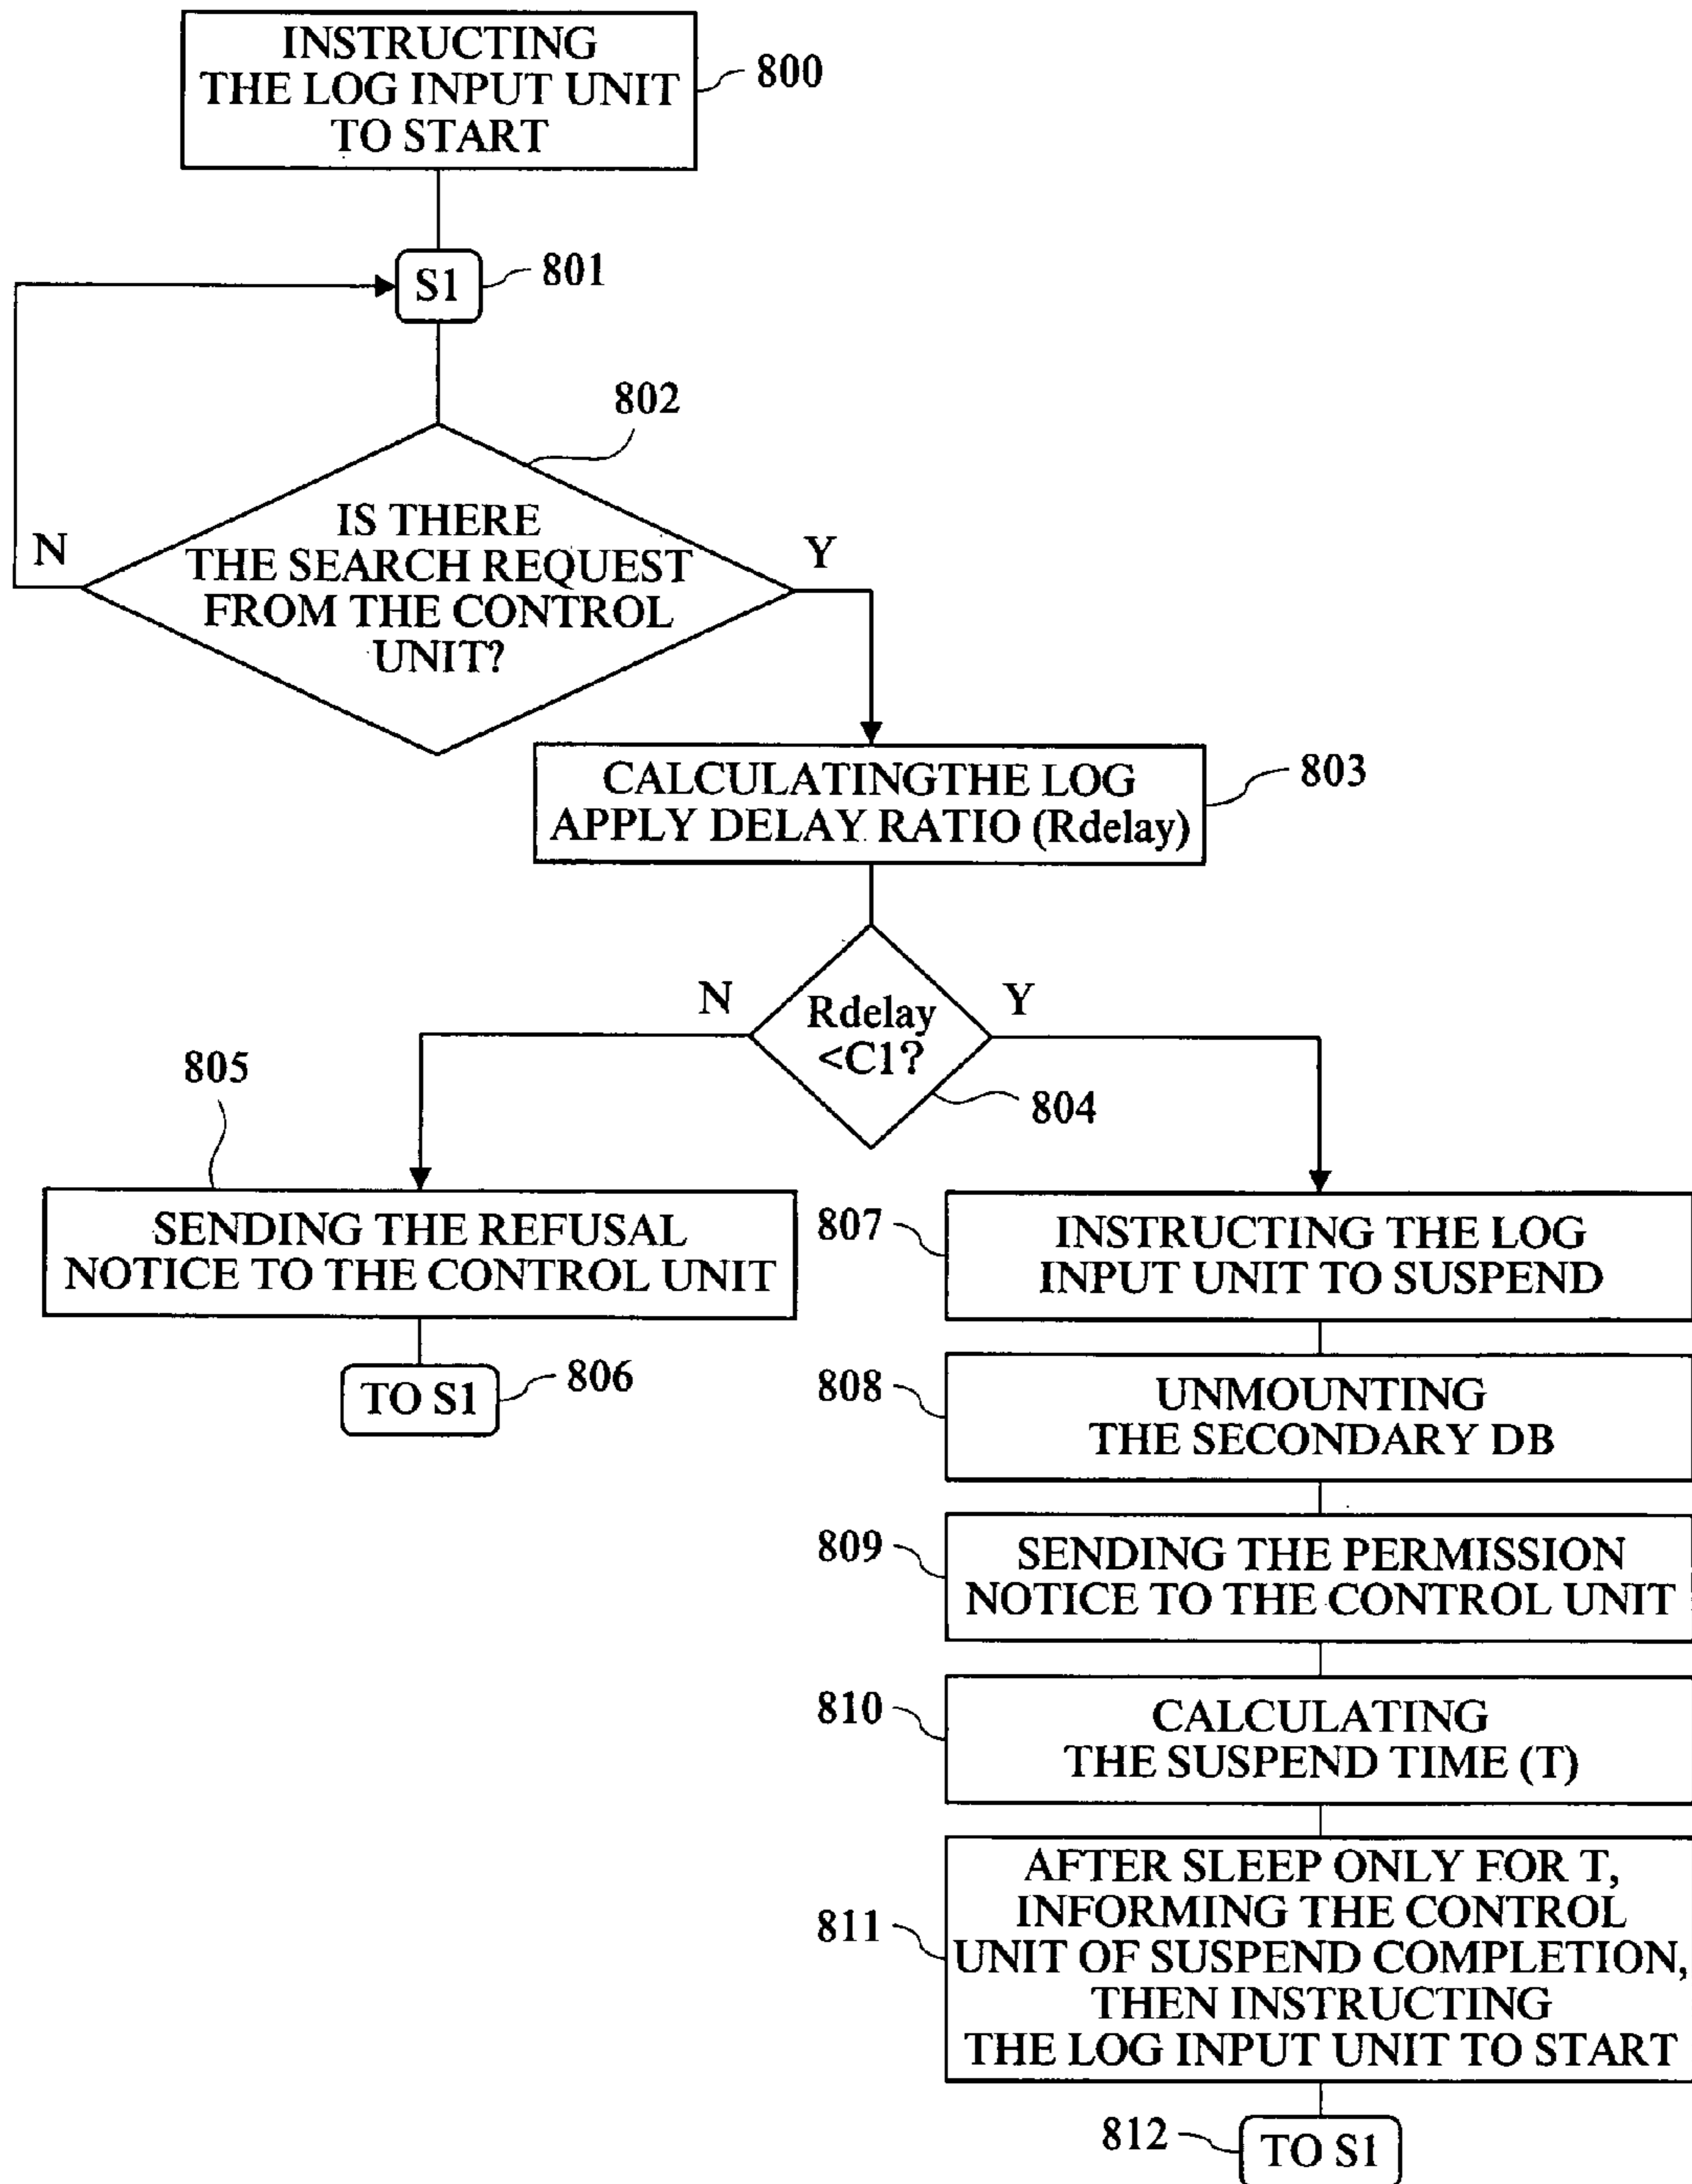 INSTRUCTING
THE LOG INPUT UNIT
TO START
800
S1
801
802
IS THERE
THE SEARCH REQUEST
FROM THE CONTROL
UNIT?
N
Y
CALCULATINGTHE LOG
APPLY DELAY RATIO (Rdelay)
803
Rdelay
<C1?
N
Y
804
805
SENDING THE REFUSAL
NOTICE TO THE CONTROL UNIT
TO S1
806
807
INSTRUCTING THE LOG
INPUT UNIT TO SUSPEND
808
UNMOUNTING
THE SECONDARY DB
809
SENDING THE PERMISSION
NOTICE TO THE CONTROL UNIT
810
CALCULATING
THE SUSPEND TIME (T)
811
AFTER SLEEP ONLY FOR T,
INFORMING THE CONTROL
UNIT OF SUSPEND COMPLETION,
THEN INSTRUCTING
THE LOG INPUT UNIT TO START
812
TO S1